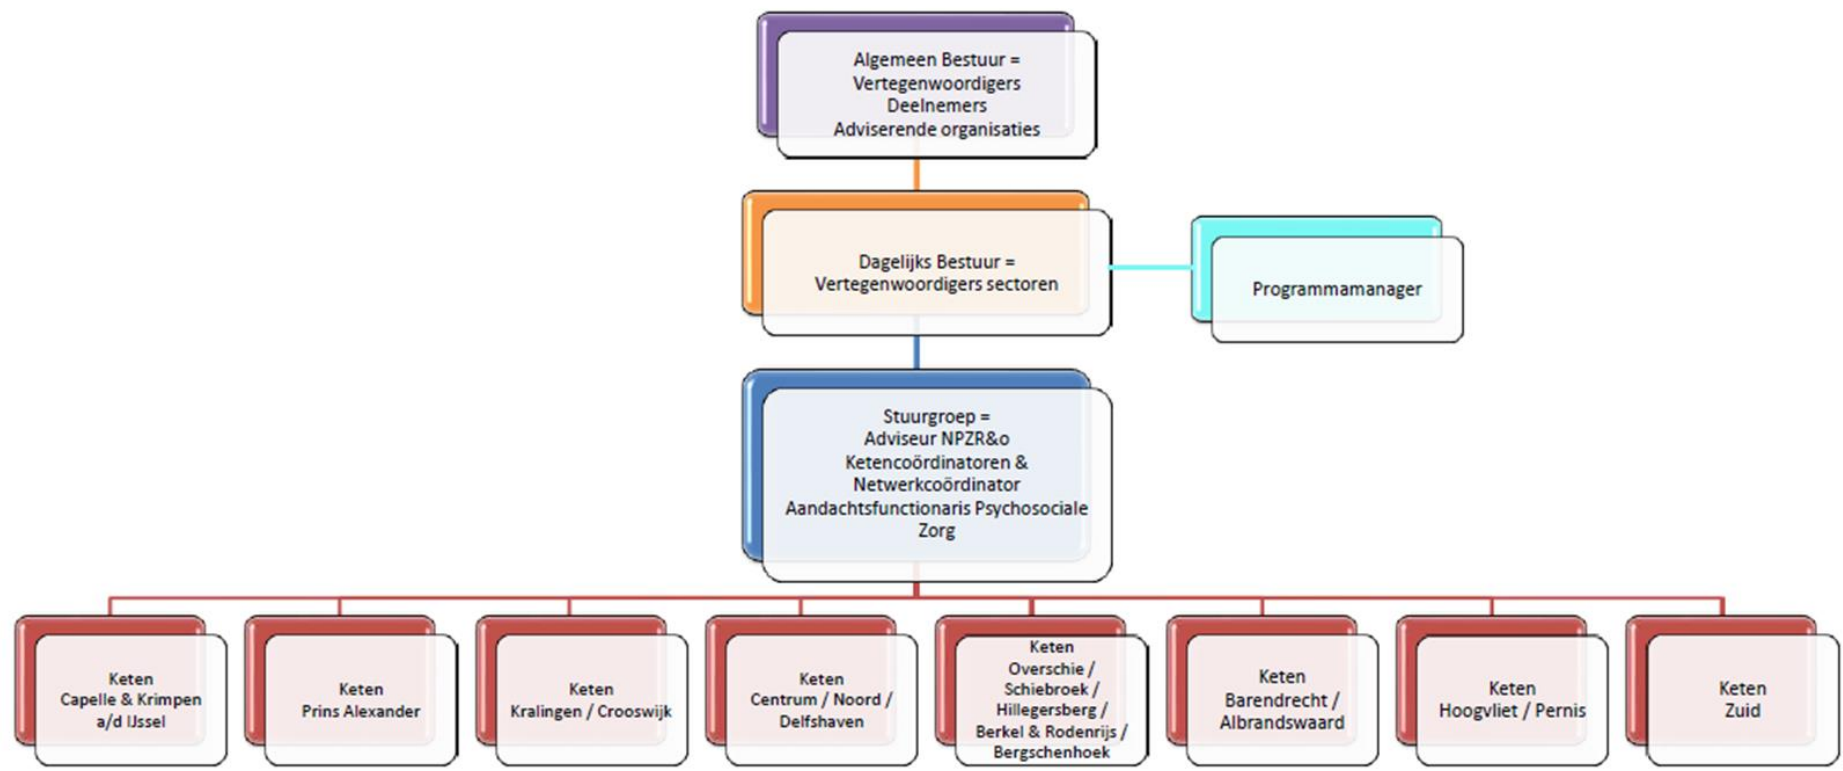 Algemeen Bestuur =
Vertegenwoordigers
Deelnemers
Adviserende organisaties
Dagelijks Bestuur =
Vertegenwoordigers sectoren
Programmamanager
Stuurgroep =
Adviseur NPZR&o
Ketencoördinatoren &
Netwerkcoördinator
Aandachtsfunctionaris Psychosociale
Zorg
Keten
Capelle & Krimpen
a/d IJssel
Keten
Prins Alexander
Keten
Kralingen / Crooswijk
Keten
Centrum / Noord /
Delfshaven
Keten
Overschie /
Schiebroek /
Hillegersberg /
Berkel & Rodenrijs /
Bergschenhoek
Keten
Barendrecht /
Albrandswaard
Keten
Hoogvliet / Pernis
Keten
Zuid